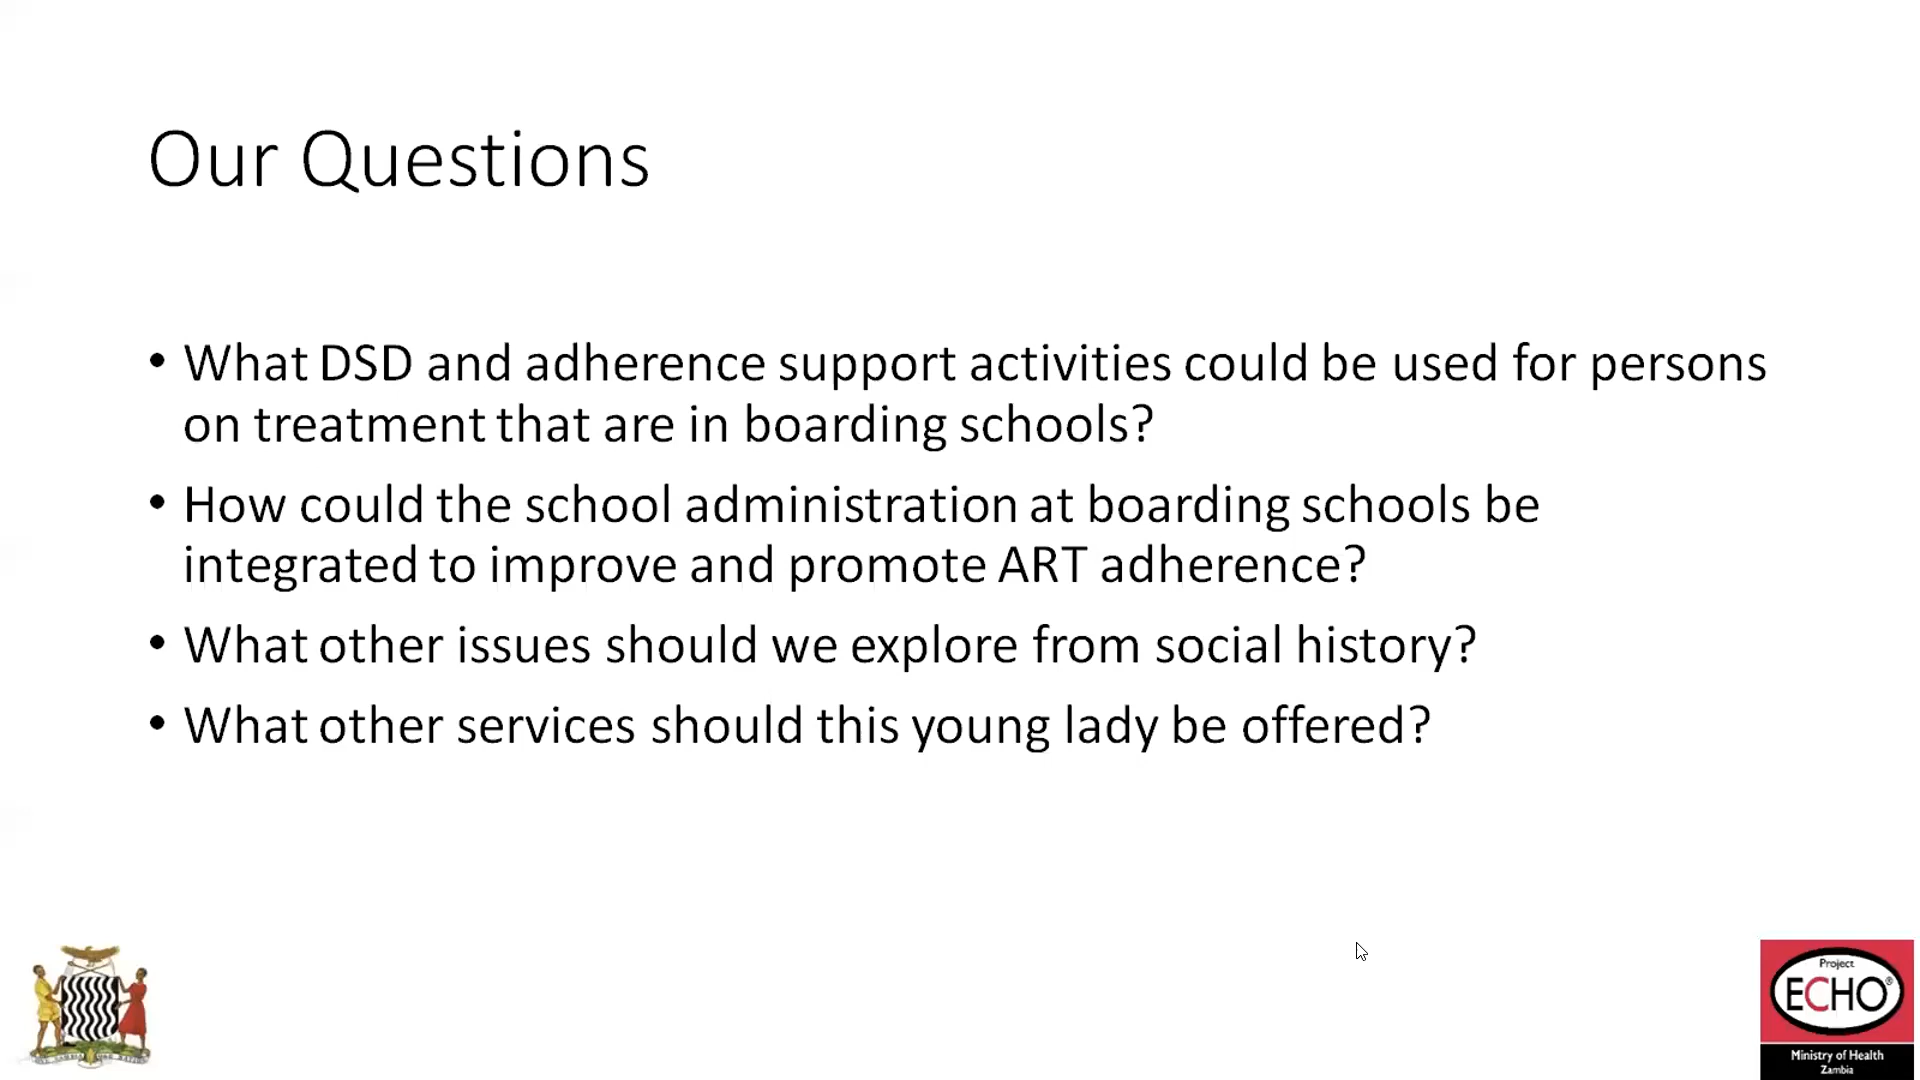 Our Questions
• What DSD and adherence support activities could be used for persons
on treatment that are in boarding schools?
• How could the school administration at boarding schools be
integrated to improve and promote ART adherence?
• What other issues should we explore from social history?
• What other services should this young lady be offered?
Project
ECHO®
Ministry of Health
Zambia